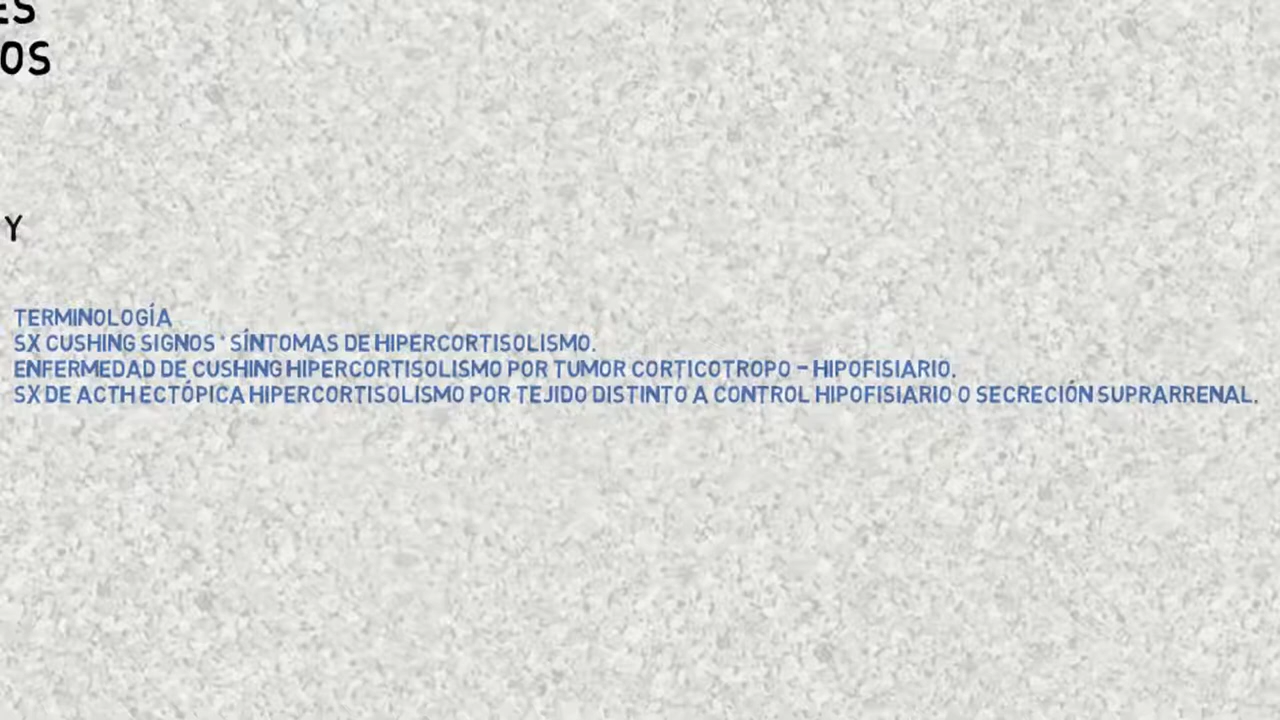 ES
OS
Y
TERMINOLOGÍA
SX CUSHING SIGNOS * SÍNTOMAS DE HIPERCORTISOLISMO.
ENFERMEDAD DE CUSHING HIPERCORTISOLISMO POR TUMOR CORTICOTROPO - HIPOFISIARIO.
SX DE ACTH ECTÓPICA HIPERCORTISOLISMO POR TEJIDO DISTINTO A CONTROL HIPOFISIARIO O SECRECIÓN SUPRARRENAL.